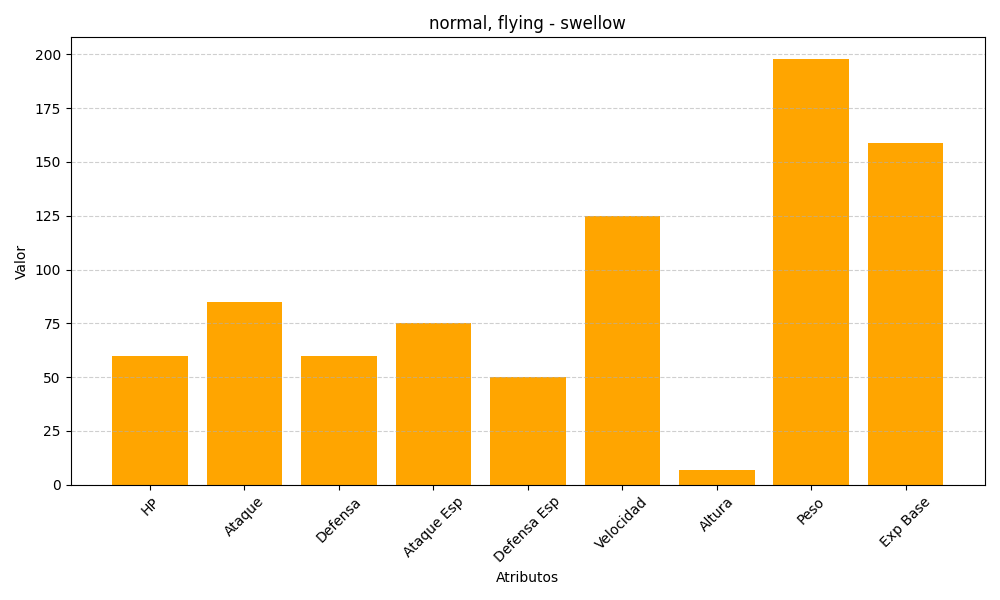 normal, flying - swellow
200
175
150
125
100
75
50
25
0
Valor
HP
Ataque
Defensa
Ataque Esp
Defensa Esp
Velocidad
Altura
Peso
Exp Base
Atributos